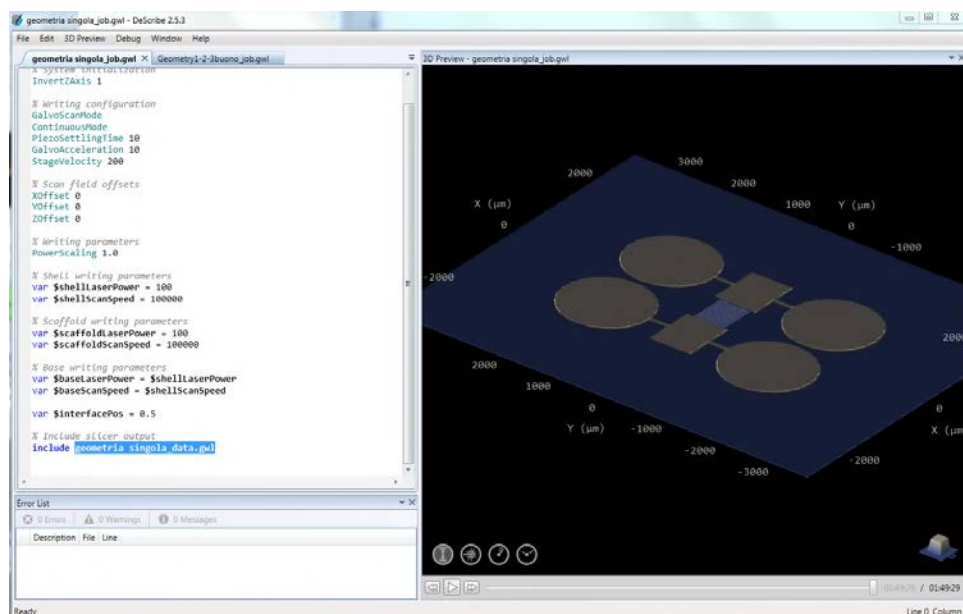 geometria singola_job.gwl - DeScribe 2.5.3
File Edit 3D Preview Debug Window Help
geometria singola_job.gwl Geometry1-2-3buono_job.gwl
3D Preview - geometria singola_job.gwl
% System initialization
InvertZAxis 1
% Writing configuration
GalvoScanMode
ContinuousMode
PiezoSettlingTime 10
GalvoAcceleration 10
StageVelocity 200
% Scan field offsets
XOffset 0
YOffset 0
ZOffset 0
% Writing parameters
PowerScaling 1.0
% Shell writing parameters
var $shellLaserPower = 100
var $shellScanSpeed = 100000
% Scaffold writing parameters
var $scaffoldLaserPower = 100
var $scaffoldScanSpeed = 100000
% Base writing parameters
var $baseLaserPower = $shellLaserPower
var $baseScanSpeed = $shellScanSpeed
var $interfacePos = 0.5
% Include slicer output
include geometria singola_data.gwl
3000
2000
2000
X (µm)
1000
Y (µm)
0
0
-1000
-2000
2000
2000
1000
0
0
Y (µm)
-1000
X (µm
-2000
-2000
-3000
Error List
0 Errors 0 Warnings 0 Messages
Description File Line
01:49:29 / 01:49:29
Ready
Line 0, Column